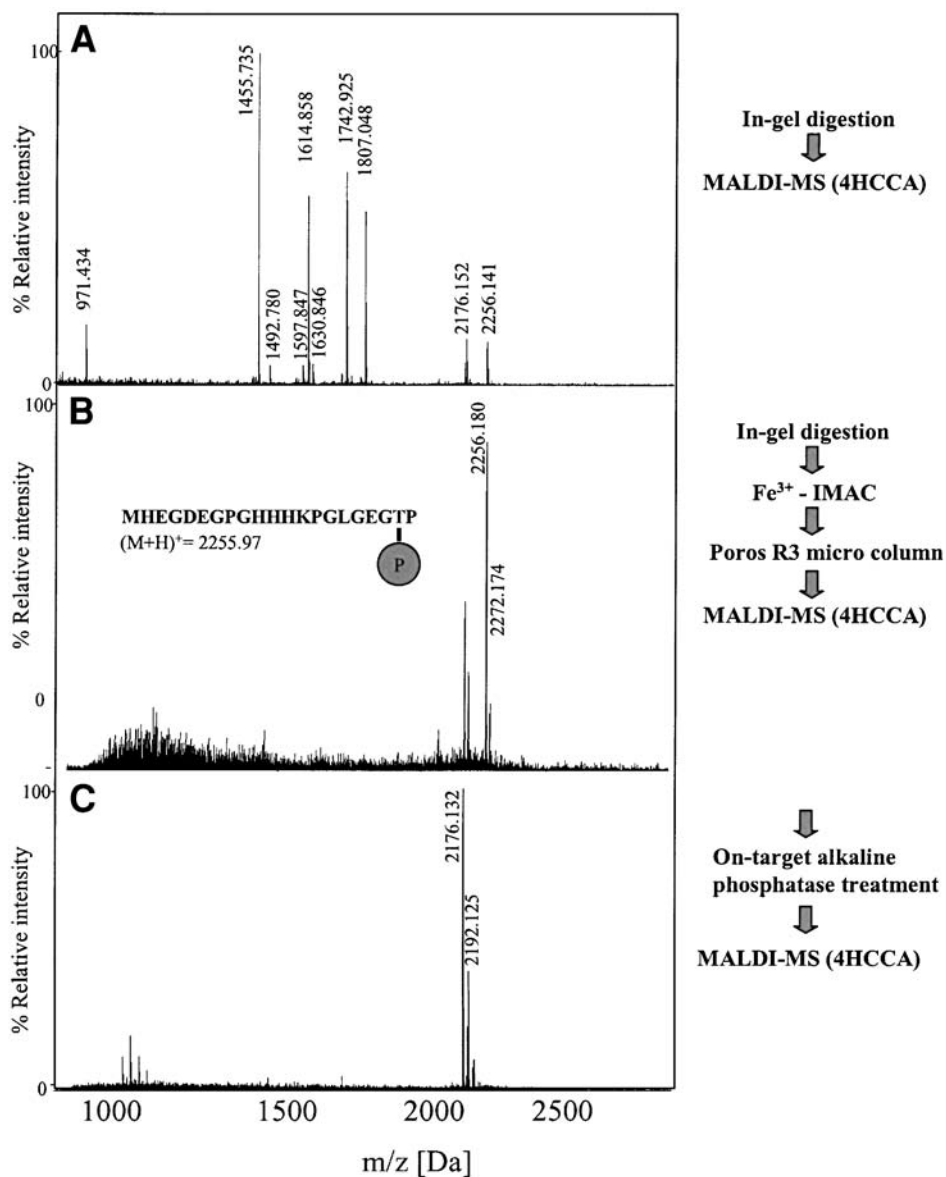 A
100
% Relative intensity
0
971.434
1455.735
1492.780
1597.847
1614.858
1630.846
1742.925
1807.048
2176.152
2256.141
In-gel digestion
MALDI-MS (4HCCA)
B
100
% Relative intensity
0
-
MHEGDEGPGHHHKPGLGEGTP
(M+H)⁺= 2255.97
P
2256.180
2272.174
In-gel digestion
Fe³⁺ - IMAC
Poros R3 micro column
MALDI-MS (4HCCA)
C
100
% Relative intensity
0
2176.132
2192.125
On-target alkaline
phosphatase treatment
MALDI-MS (4HCCA)
1000 1500 2000 2500
m/z [Da]